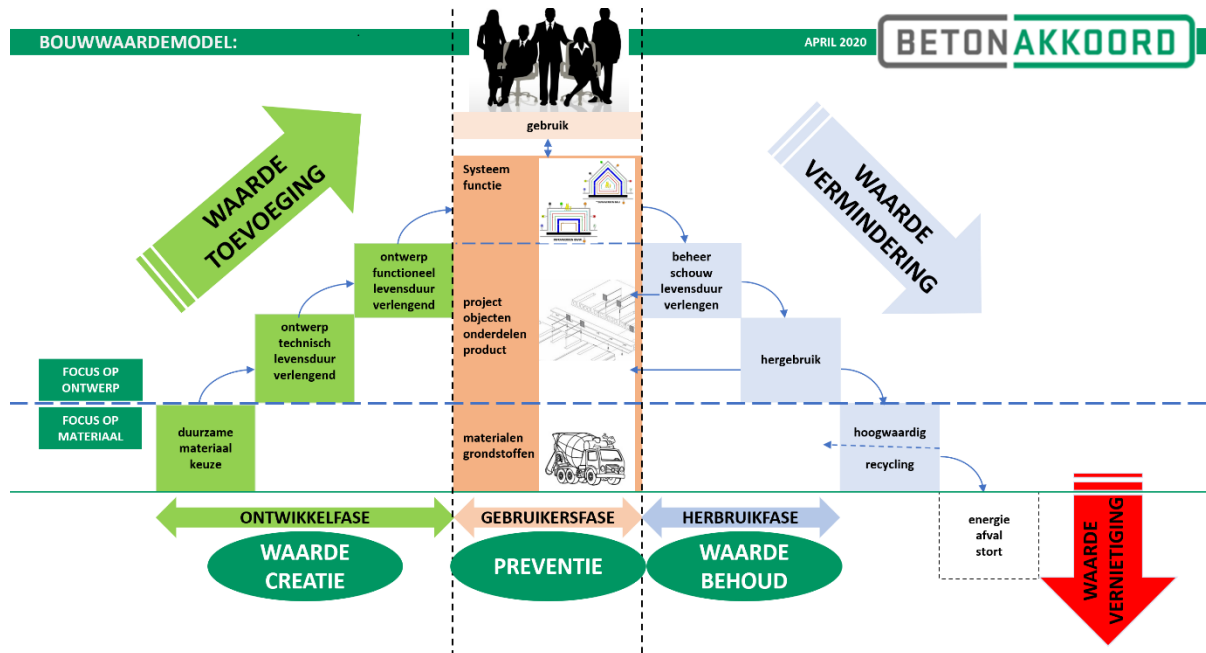 BOUWWAARDEMODEL:
APRIL 2020
BETONAKKOORD
gebruik
WAARDE
TOEVOEGING
WAARDE
VERMINDERING
Systeem
functie
ontwerp
functioneel
levensduur
verlengend
beheer
schouw
levensduur
verlengen
project
objecten
onderdelen
product
ontwerp
technisch
levensduur
verlengend
hergebruik
FOCUS OP
ONTWERP
FOCUS OP
MATERIAAL
duurzame
materiaal
keuze
materialen
grondstoffen
hoogwaardig
recycling
ONTWIKKELFASE
GEBRUIKERSFASE
HERBRUIKFASE
energie
afval
stort
WAARDE
CREATIE
PREVENTIE
WAARDE
BEHOUD
WAARDE
VERNIETIGING